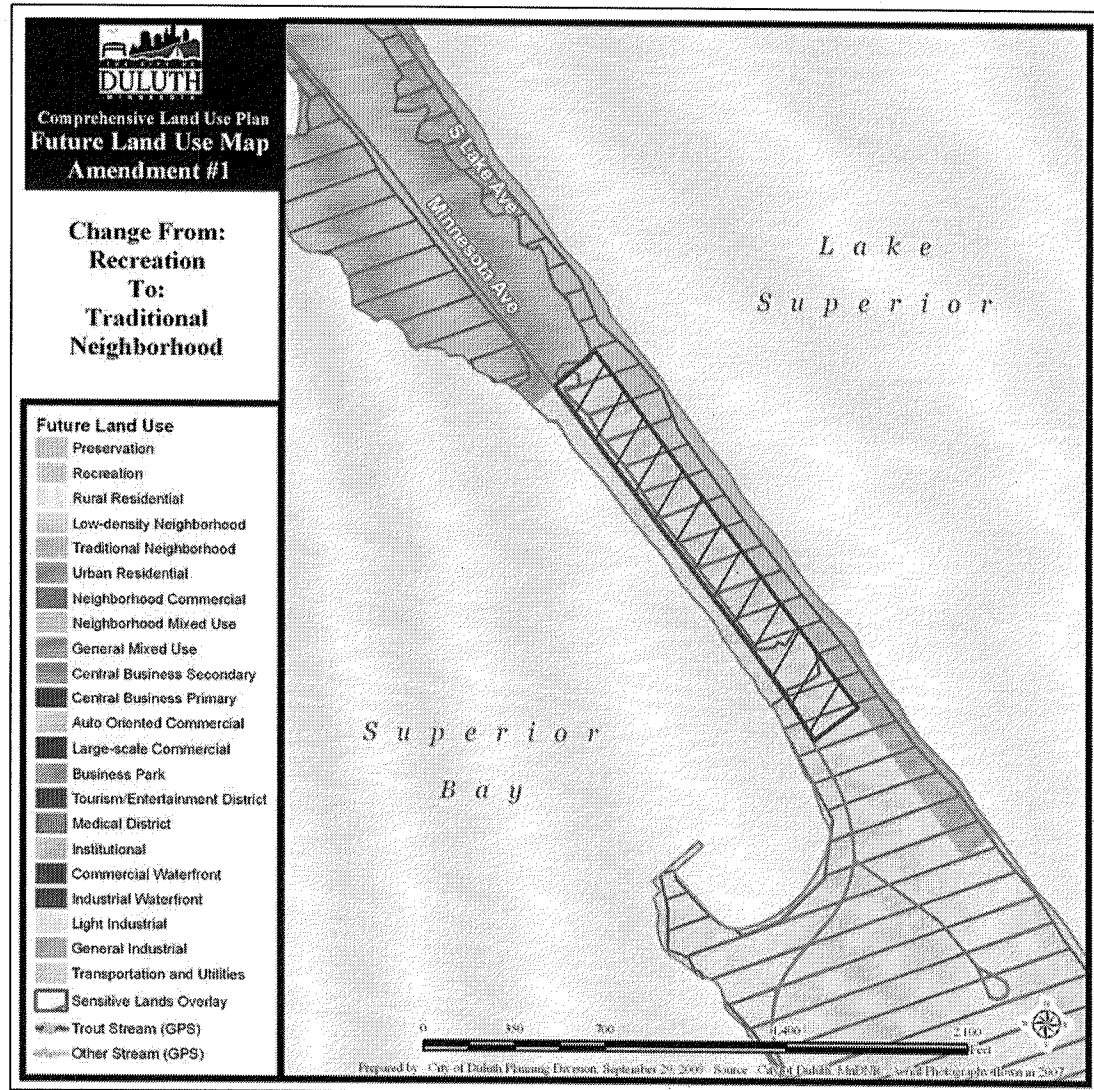 DULUTH
MINNESOTA
Comprehensive Land Use Plan
Future Land Use Map
Amendment #1
Change From:
Recreation
To:
Traditional
Neighborhood
Future Land Use
Preservation
Recreation
Rural Residential
Low-density Neighborhood
Traditional Neighborhood
Urban Residential
Neighborhood Commercial
Neighborhood Mixed Use
General Mixed Use
Central Business Secondary
Central Business Primary
Auto Oriented Commercial
Large-scale Commercial
Business Park
Tourism/Entertainment District
Medical District
Institutional
Commercial Waterfront
Industrial Waterfront
Light Industrial
General Industrial
Transportation and Utilities
Sensitive Lands Overlay
Trout Stream (GPS)
Other Stream (GPS)
S Lake Ave
Minnesota Ave
Lake
Superior
Superior
Bay
0 350 700 1,400 2,100
Feet
Prepared by: City of Duluth Planning Division, September 29, 2009 Source: City of Duluth, MnDNR, Aerial Photography flown in 2007